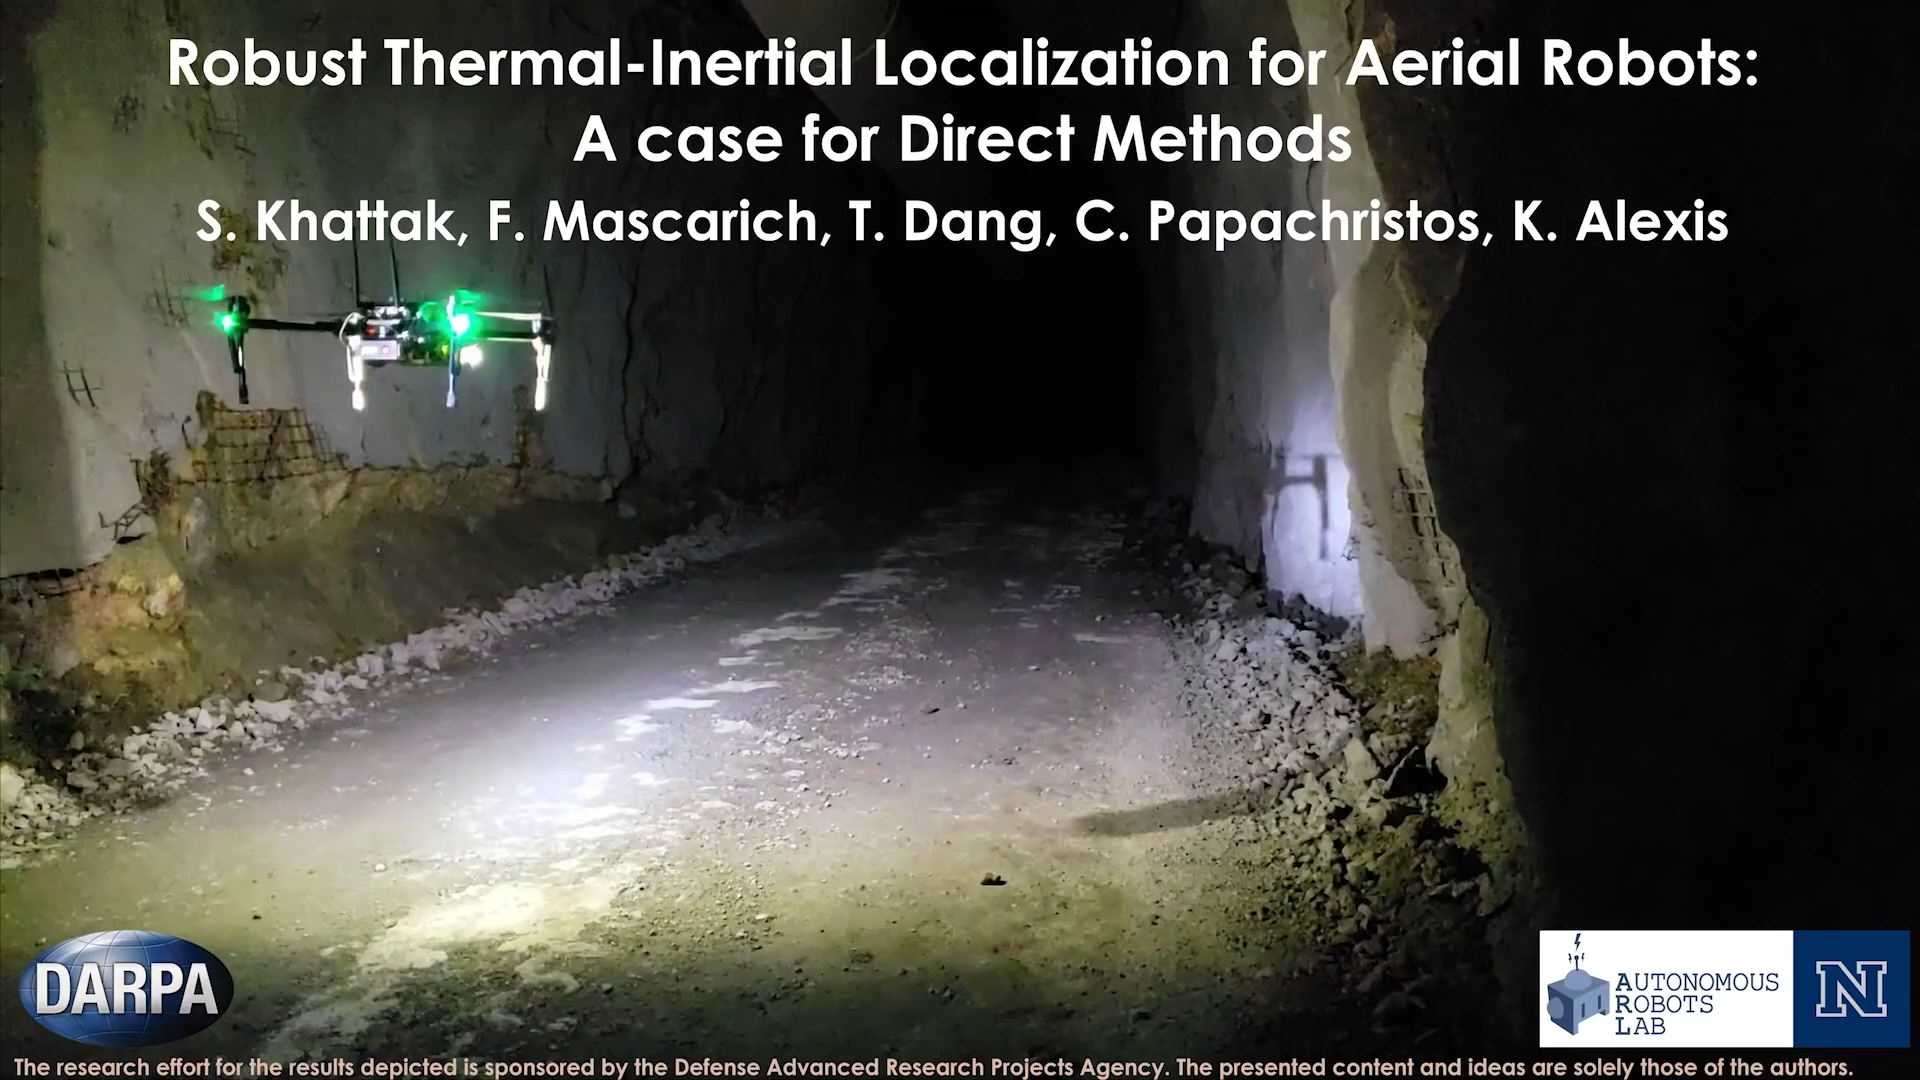 Robust Thermal-Inertial Localization for Aerial Robots:
A case for Direct Methods
S. Khattak, F. Mascarich, T. Dang, C. Papachristos, K. Alexis
DARPA
AUTONOMOUS
ROBOTS
LAB
N
The research effort for the results depicted is sponsored by the Defense Advanced Research Projects Agency. The presented content and ideas are solely those of the authors.